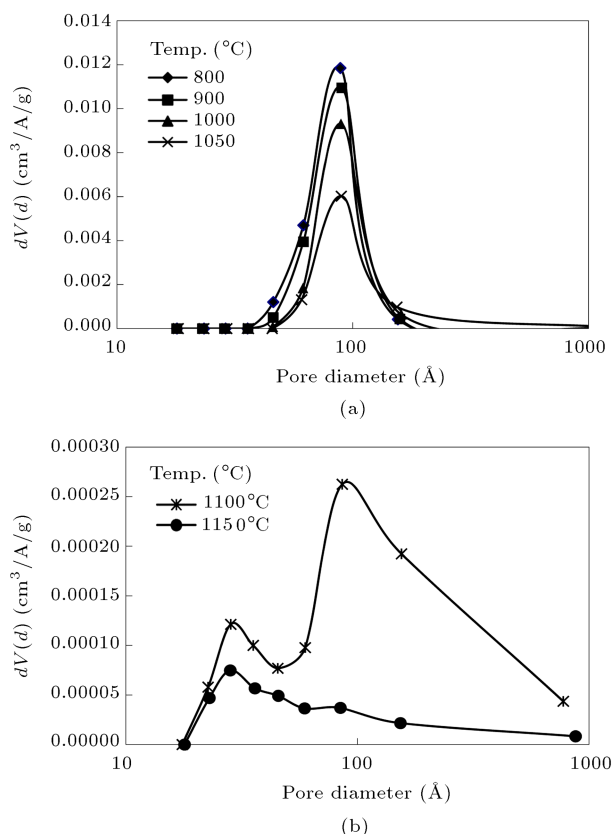 0.014
0.012
0.010
0.008
0.006
0.004
0.002
0.000
dV(d) (cm³/A/g)
Temp. (°C)
800
900
1000
1050
10
100
1000
Pore diameter (Å)
(a)
0.00030
0.00025
0.00020
0.00015
0.00010
0.00005
0.00000
dV(d) (cm³/A/g)
Temp. (°C)
1100°C
1150°C
10
100
1000
Pore diameter (Å)
(b)